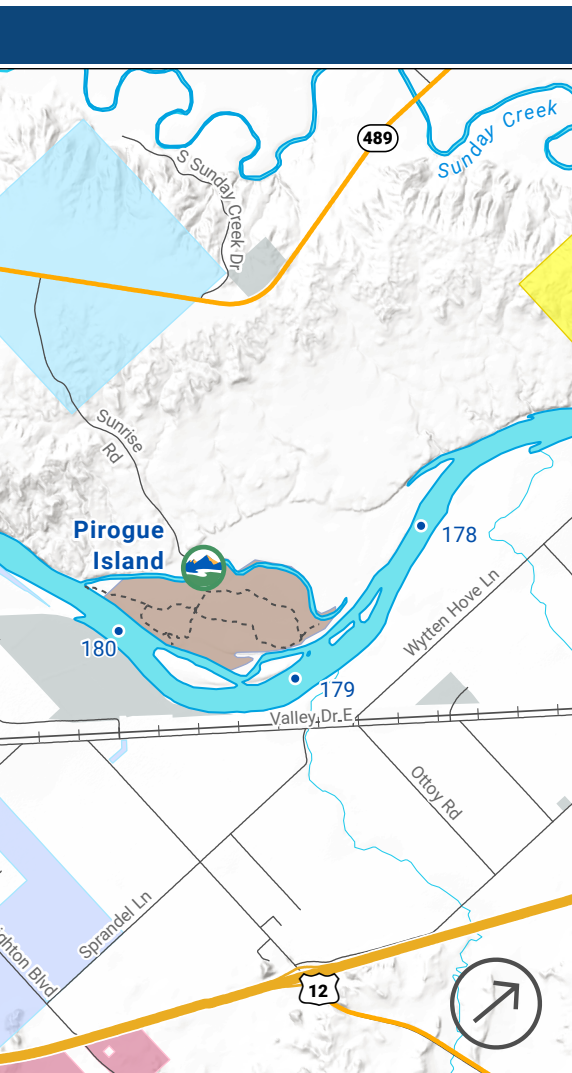 489
Sunday Creek
S Sunday Creek Dr
Sunrise
Rd
Pirogue
Island
178
180
179
Wytten Hove Ln
Valley Dr E
Ottoy Rd
Sprandel Ln
ighton Blvd
12